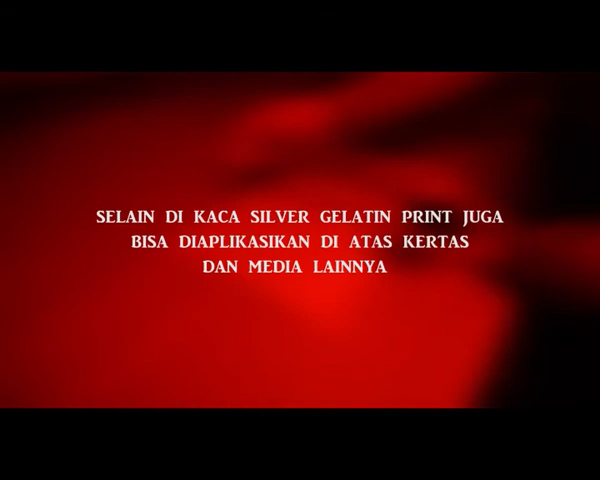 SELAIN DI KACA SILVER GELATIN PRINT JUGA
BISA DIAPLIKASIKAN DI ATAS KERTAS
DAN MEDIA LAINNYA